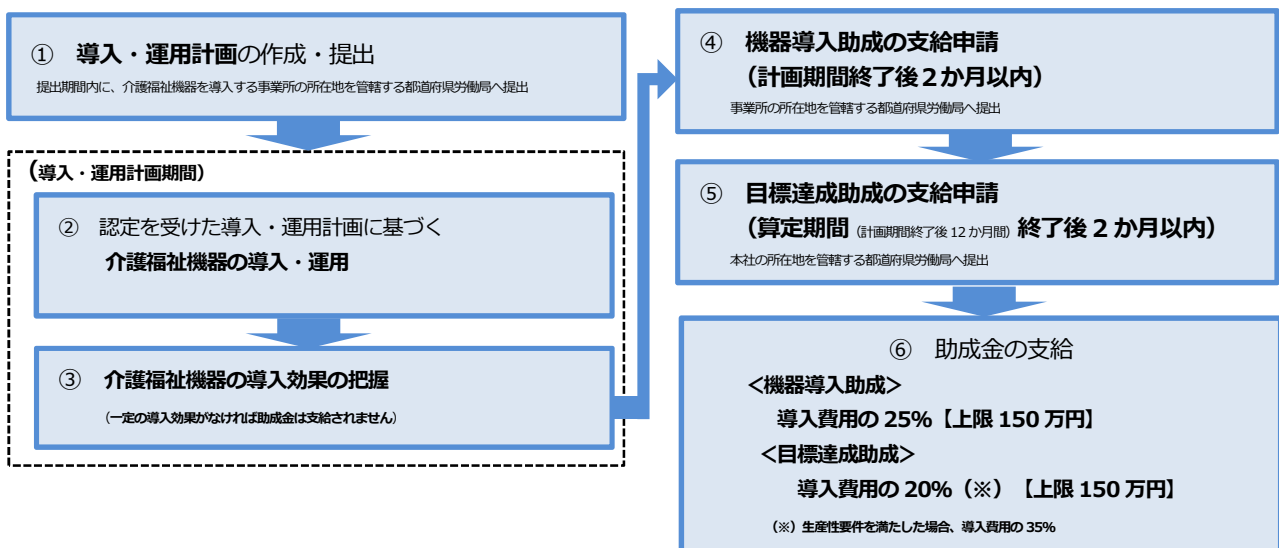 ① 導入・運用計画の作成・提出
提出期間内に、介護福祉機器を導入する事業所の所在地を管轄する都道府県労働局へ提出
(導入・運用計画期間)
② 認定を受けた導入・運用計画に基づく
介護福祉機器の導入・運用
③ 介護福祉機器の導入効果の把握
(一定の導入効果がなければ助成金は支給されません)
④ 機器導入助成の支給申請
(計画期間終了後2か月以内)
事業所の所在地を管轄する都道府県労働局へ提出
⑤ 目標達成助成の支給申請
(算定期間(計画期間終了後12か月間)終了後2か月以内)
本社の所在地を管轄する都道府県労働局へ提出
⑥ 助成金の支給
<機器導入助成>
導入費用の25%【上限150万円】
<目標達成助成>
導入費用の20%(※)【上限150万円】
(※)生産性要件を満たした場合、導入費用の35%